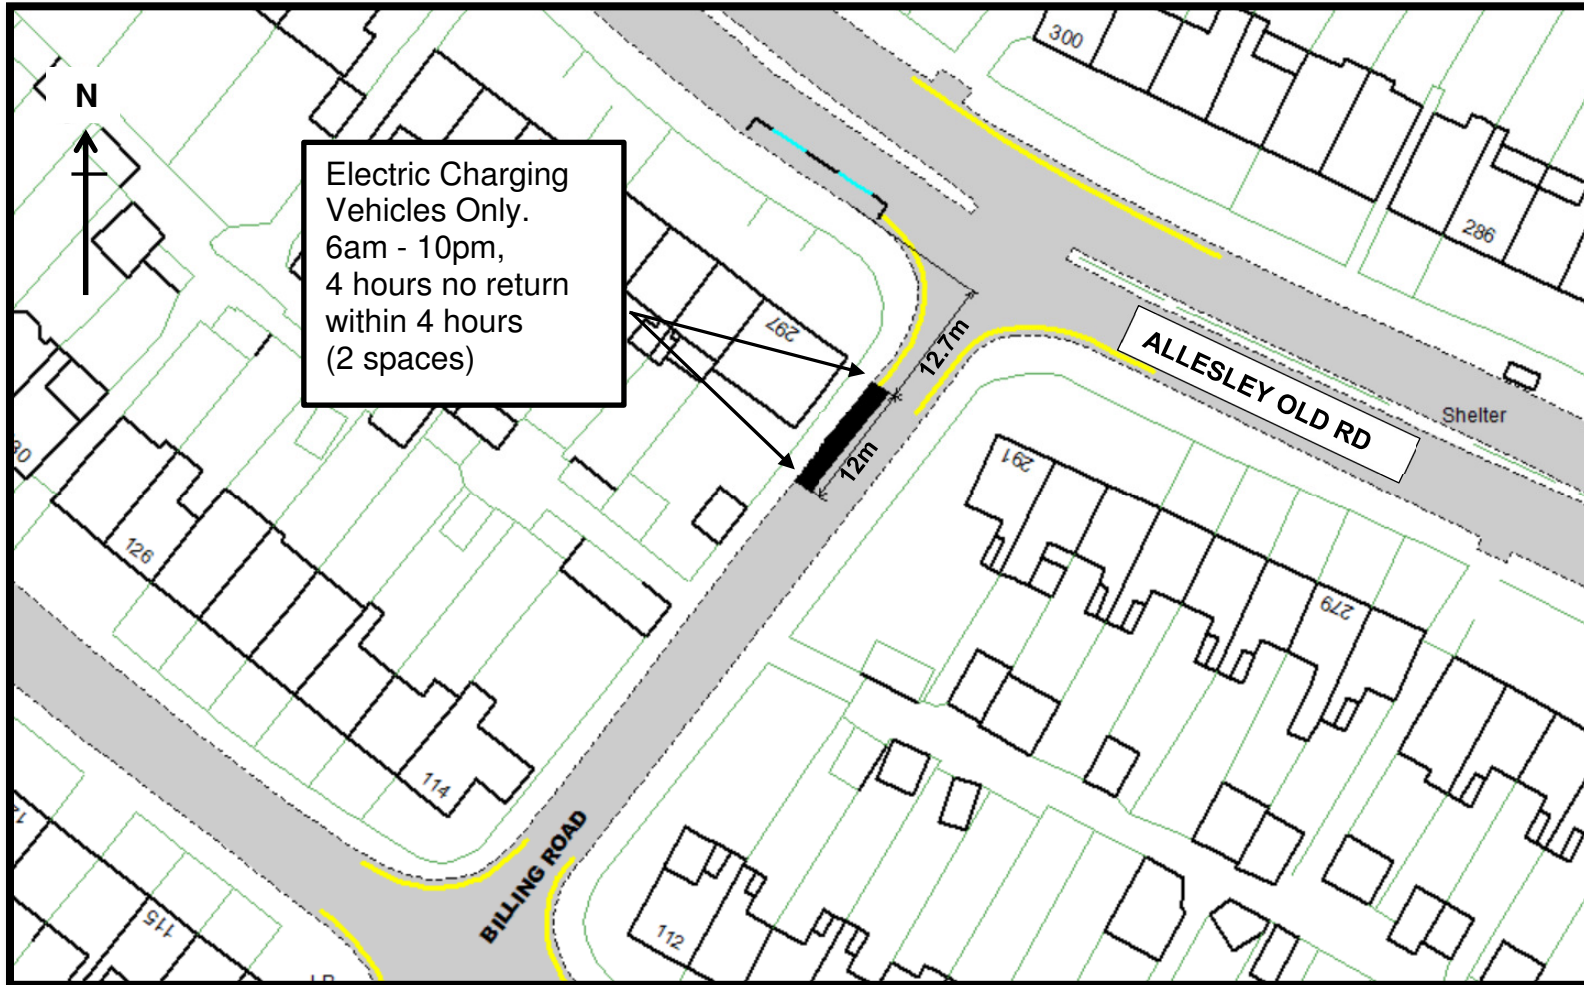 300
N
Electric Charging
Vehicles Only.
6am - 10pm,
4 hours no return
within 4 hours
(2 spaces)
286
297
12.7m
ALLESLEY OLD RD
Shelter
12m
291
30
126
279
114
BILLING ROAD
115
112